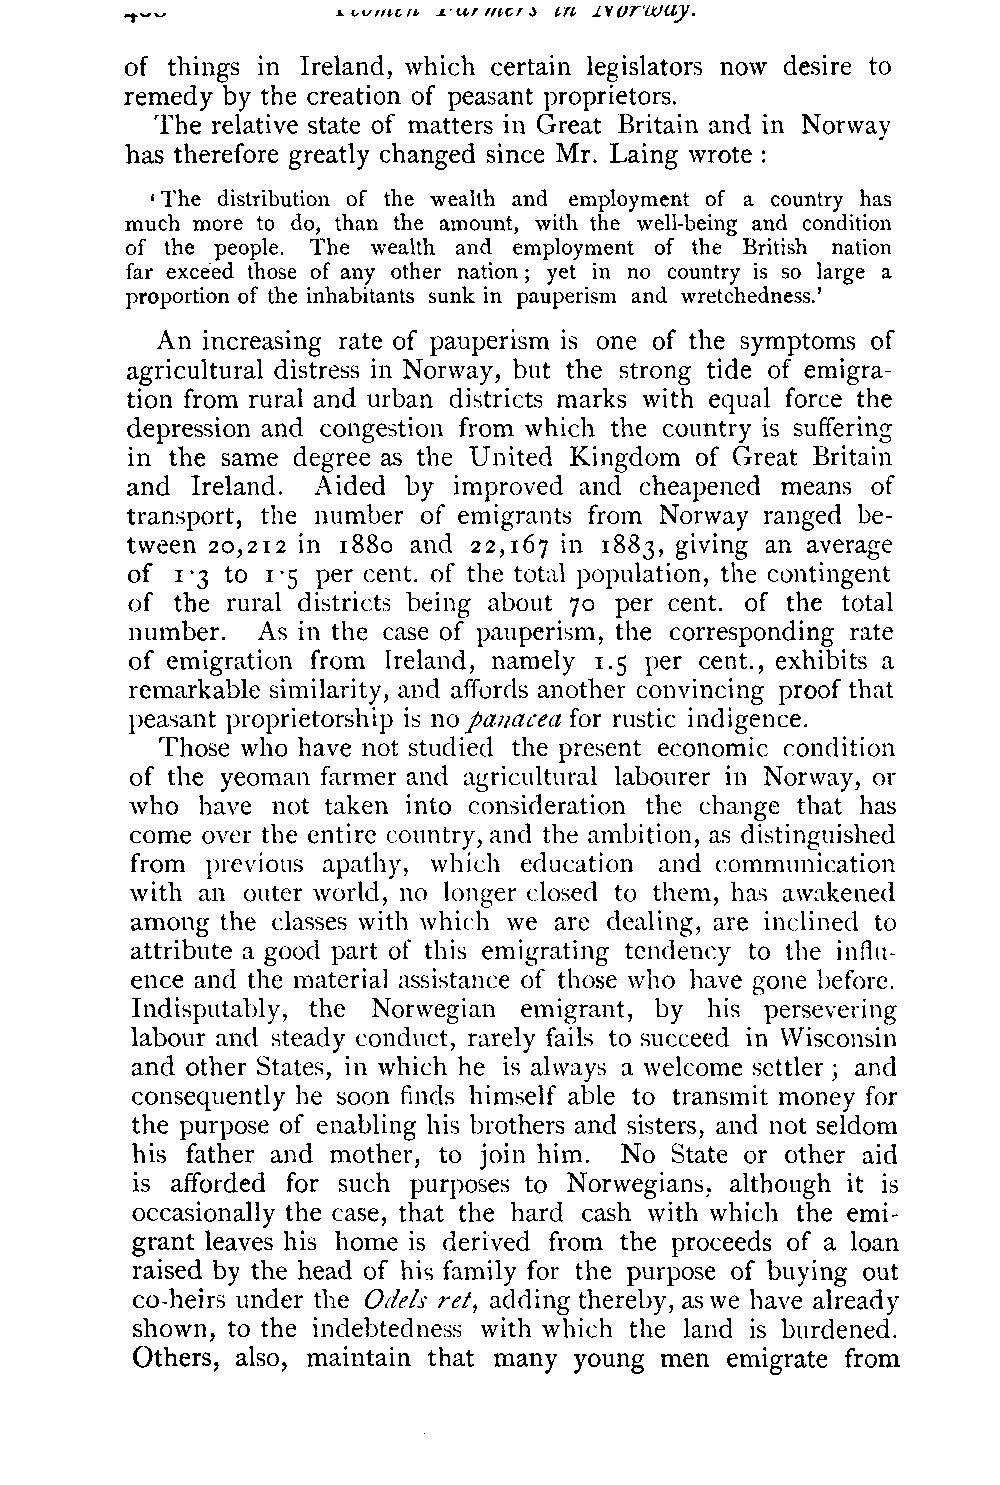 in Norway.
of things in Ireland, which certain legislators now desire to
remedy by the creation of peasant proprietors.
The relative state of matters in Great Britain and in Norway
has therefore greatly changed since Mr. Laing wrote :
‘The distribution of the wealth and employment of a country has
much more to do, than the amount, with the well-being and condition
of the people. The wealth and employment of the British nation
far exceed those of any other nation; yet in no country is so large a
proportion of the inhabitants sunk in pauperism and wretchedness.’
An increasing rate of pauperism is one of the symptoms of
agricultural distress in Norway, but the strong tide of emigra-
tion from rural and urban districts marks with equal force the
depression and congestion from which the country is suffering
in the same degree as the United Kingdom of Great Britain
and Ireland. Aided by improved and cheapened means of
transport, the number of emigrants from Norway ranged be-
tween 20,212 in 1880 and 22,167 in 1883, giving an average
of 1·3 to 1·5 per cent. of the total population, the contingent
of the rural districts being about 70 per cent. of the total
number. As in the case of pauperism, the corresponding rate
of emigration from Ireland, namely 1.5 per cent., exhibits a
remarkable similarity, and affords another convincing proof that
peasant proprietorship is no panacea for rustic indigence.
Those who have not studied the present economic condition
of the yeoman farmer and agricultural labourer in Norway, or
who have not taken into consideration the change that has
come over the entire country, and the ambition, as distinguished
from previous apathy, which education and communication
with an outer world, no longer closed to them, has awakened
among the classes with which we are dealing, are inclined to
attribute a good part of this emigrating tendency to the influ-
ence and the material assistance of those who have gone before.
Indisputably, the Norwegian emigrant, by his persevering
labour and steady conduct, rarely fails to succeed in Wisconsin
and other States, in which he is always a welcome settler ; and
consequently he soon finds himself able to transmit money for
the purpose of enabling his brothers and sisters, and not seldom
his father and mother, to join him. No State or other aid
is afforded for such purposes to Norwegians, although it is
occasionally the case, that the hard cash with which the emi-
grant leaves his home is derived from the proceeds of a loan
raised by the head of his family for the purpose of buying out
co-heirs under the Odels ret, adding thereby, as we have already
shown, to the indebtedness with which the land is burdened.
Others, also, maintain that many young men emigrate from